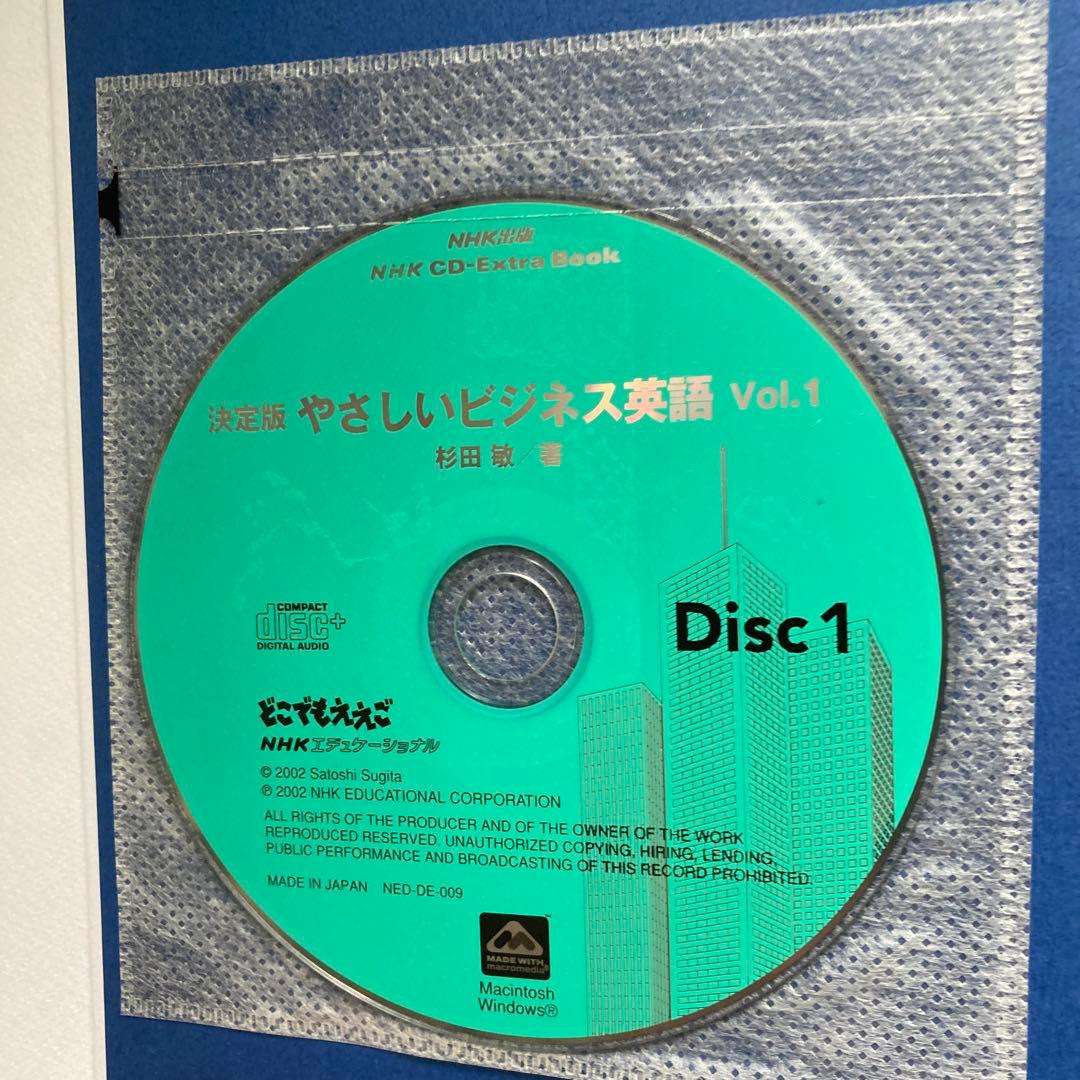 NHK出版
NHK CD-Extra Book
決定版 やさしいビジネス英語 Vol.1
杉田 敏/著
Disc 1
COMPACT
disc+
DIGITAL AUDIO
どこでもええご
NHKエデュケーショナル
© 2002 Satoshi Sugita
℗ 2002 NHK EDUCATIONAL CORPORATION
ALL RIGHTS OF THE PRODUCER AND OF THE OWNER OF THE WORK
REPRODUCED RESERVED. UNAUTHORIZED COPYING, HIRING, LENDING,
PUBLIC PERFORMANCE AND BROADCASTING OF THIS RECORD PROHIBITED.
MADE IN JAPAN NED-DE-009
MADE WITH
macromedia®
Macintosh
Windows®